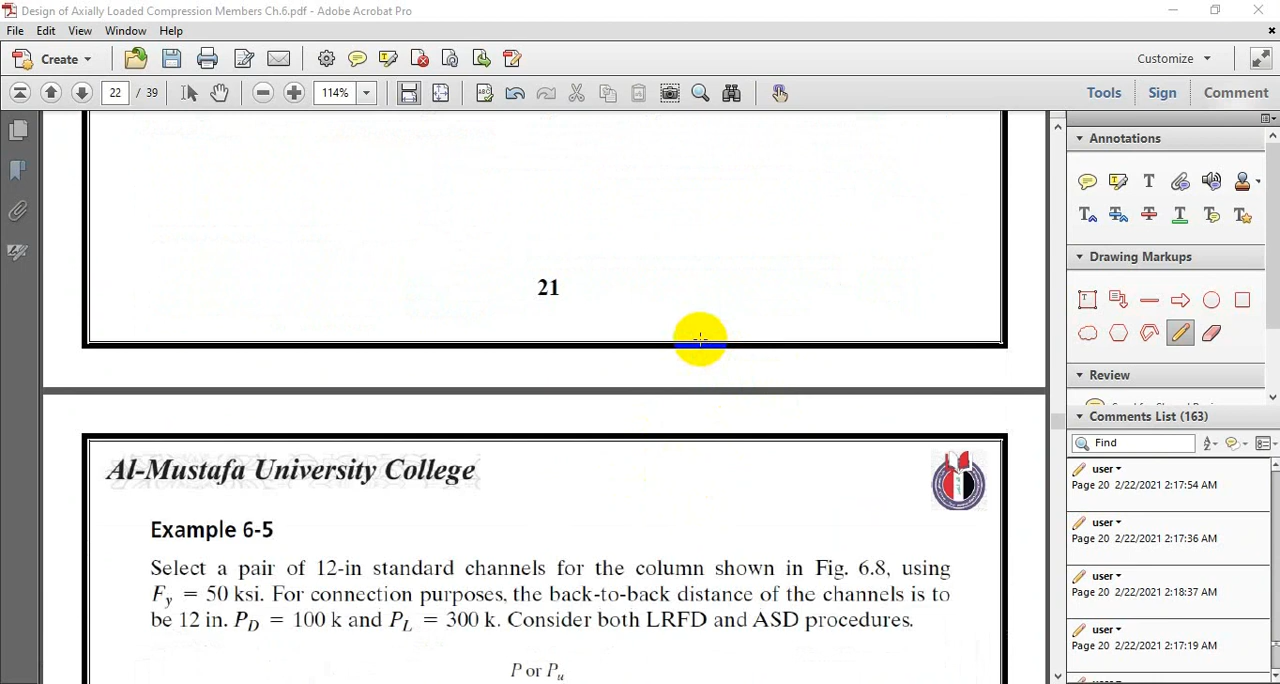 Design of Axially Loaded Compression Members Ch.6.pdf - Adobe Acrobat Pro
File Edit View Window Help
Create Customize
22 / 39 114% Tools Sign Comment
Annotations
Drawing Markups
Review
Comments List (163)
Find
user
Page 20 2/22/2021 2:17:54 AM
user
Page 20 2/22/2021 2:17:36 AM
user
Page 20 2/22/2021 2:18:37 AM
user
Page 20 2/22/2021 2:17:19 AM
21
Al-Mustafa University College
Example 6-5
Select a pair of 12-in standard channels for the column shown in Fig. 6.8, using
Fy = 50 ksi. For connection purposes, the back-to-back distance of the channels is to
be 12 in. PD = 100 k and PL = 300 k. Consider both LRFD and ASD procedures.
P or Pu